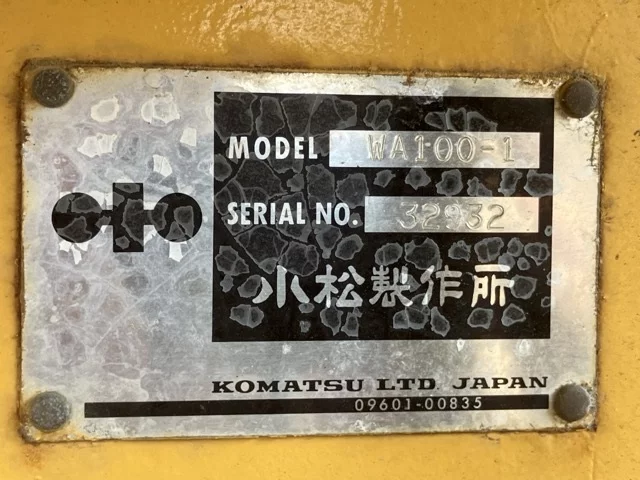 MODEL WA100-1
SERIAL NO. 32932
小松製作所
KOMATSU LTD. JAPAN
09601-00835